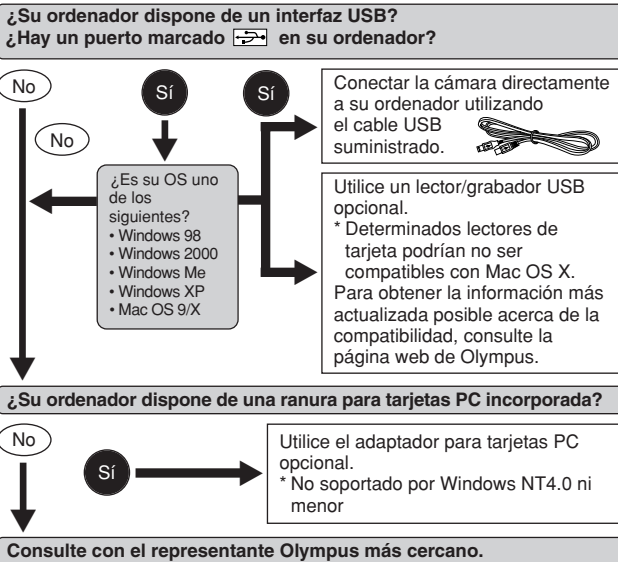 ¿Su ordenador dispone de un interfaz USB?
¿Hay un puerto marcado en su ordenador?
No
Sí
Sí
Conectar la cámara directamente
a su ordenador utilizando
el cable USB
suministrado.
No
¿Es su OS uno
de los
siguientes?
• Windows 98
• Windows 2000
• Windows Me
• Windows XP
• Mac OS 9/X
Utilice un lector/grabador USB
opcional.
* Determinados lectores de
tarjeta podrían no ser
compatibles con Mac OS X.
Para obtener la información más
actualizada posible acerca de la
compatibilidad, consulte la
página web de Olympus.
¿Su ordenador dispone de una ranura para tarjetas PC incorporada?
No
Sí
Utilice el adaptador para tarjetas PC
opcional.
* No soportado por Windows NT4.0 ni
menor
Consulte con el representante Olympus más cercano.